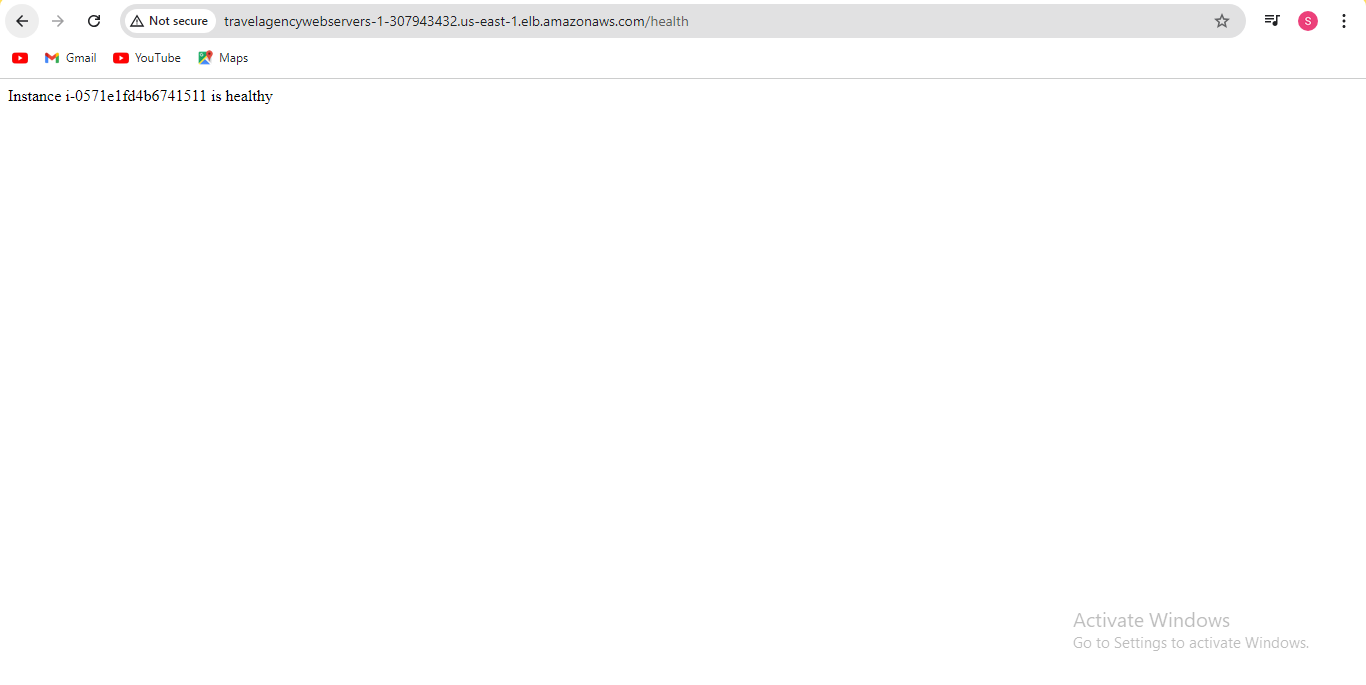 Not secure travelagencywebservers-1-307943432.us-east-1.elb.amazonaws.com/health S
Gmail YouTube Maps
Instance i-0571e1fd4b6741511 is healthy
Activate Windows
Go to Settings to activate Windows.